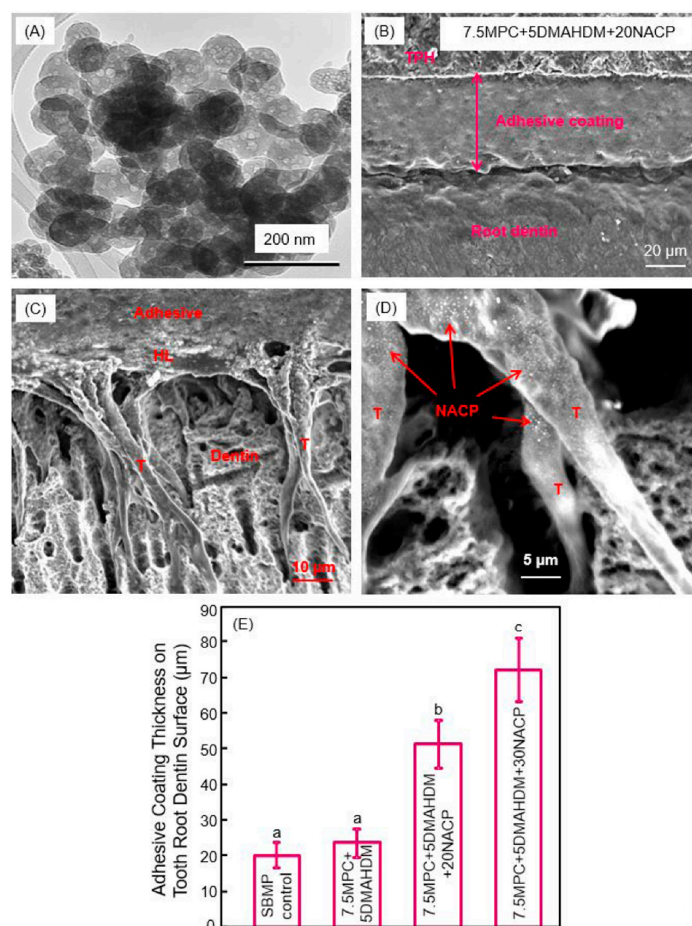 (A)
200 nm
(B)
7.5MPC+5DMAHDM+20NACP
TPH
Adhesive coating
Root dentin
20 µm
(C)
Adhesive
HL
T
T
Dentin
10 µm
(D)
NACP
T
T
T
5 µm
(E)
Adhesive Coating Thickness on
Tooth Root Dentin Surface (µm)
90
80
70
60
50
40
30
20
10
0
a
SBMP
control
a
7.5MPC+
5DMAHDM
b
7.5MPC+5DMAHDM
+20NACP
c
7.5MPC+5DMAHDM+30NACP